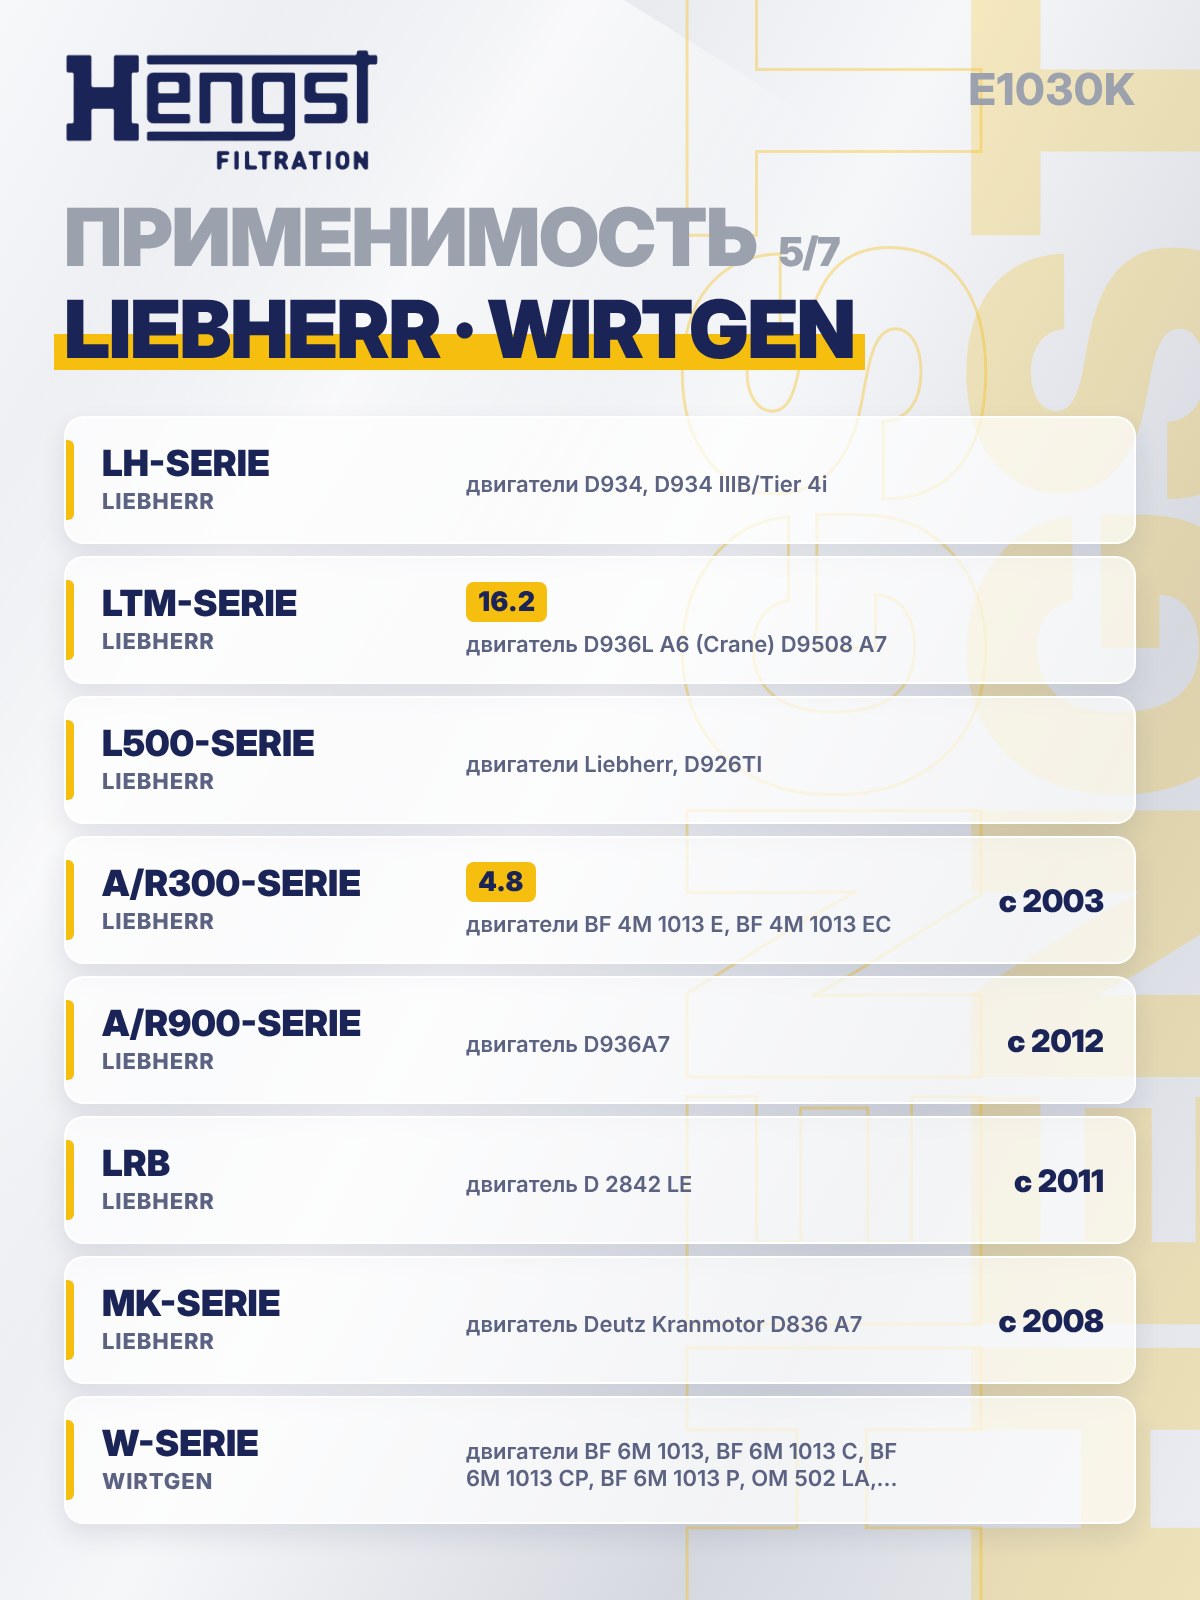 Hengst
FILTRATION
E1030K
ПРИМЕНИМОСТЬ 5/7
LIEBHERR · WIRTGEN
LH-SERIE
LIEBHERR
двигатели D934, D934 IIIB/Tier 4i
LTM-SERIE
LIEBHERR
16.2
двигатель D936L A6 (Crane) D9508 A7
L500-SERIE
LIEBHERR
двигатели Liebherr, D926TI
A/R300-SERIE
LIEBHERR
4.8
двигатели BF 4M 1013 E, BF 4M 1013 EC
с 2003
A/R900-SERIE
LIEBHERR
двигатель D936A7
с 2012
LRB
LIEBHERR
двигатель D 2842 LE
с 2011
MK-SERIE
LIEBHERR
двигатель Deutz Kranmotor D836 A7
с 2008
W-SERIE
WIRTGEN
двигатели BF 6M 1013, BF 6M 1013 C, BF
6M 1013 CP, BF 6M 1013 P, OM 502 LA,...
HENGST
HENGST